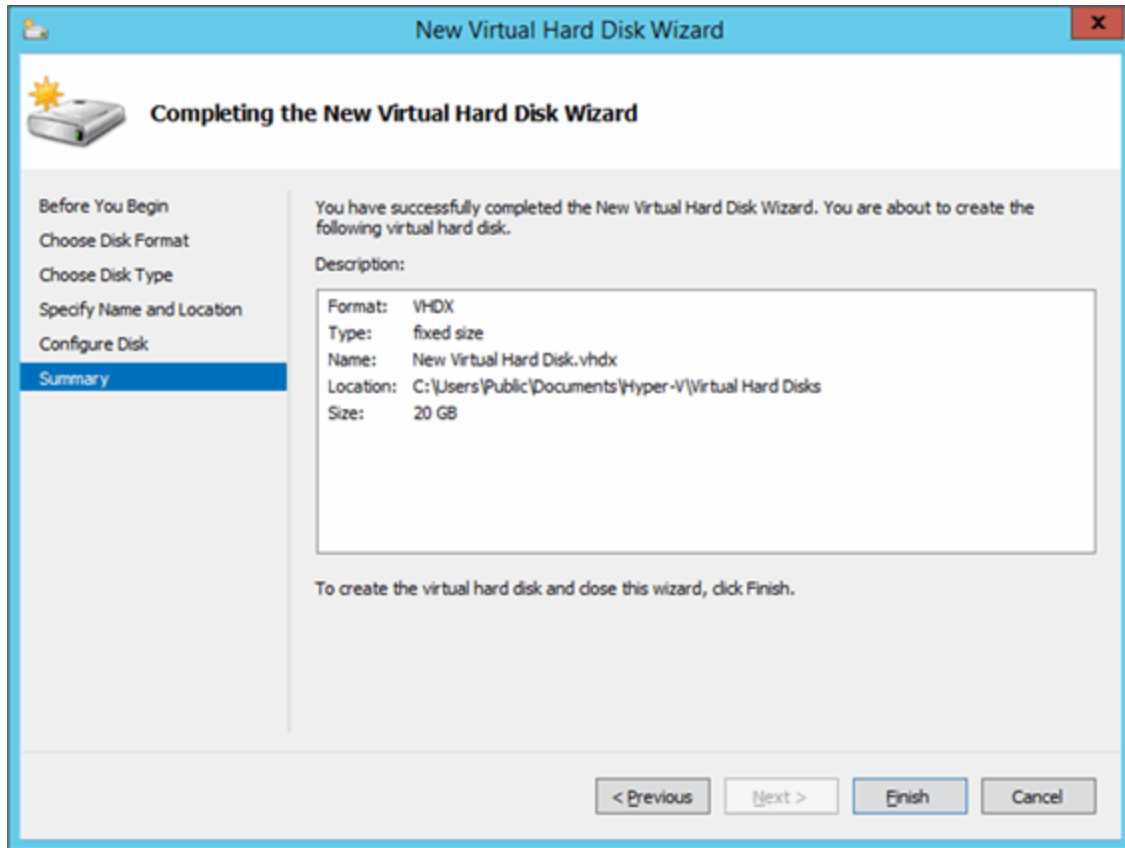 New Virtual Hard Disk Wizard
x
Completing the New Virtual Hard Disk Wizard
Before You Begin
Choose Disk Format
Choose Disk Type
Specify Name and Location
Configure Disk
Summary
You have successfully completed the New Virtual Hard Disk Wizard. You are about to create the
following virtual hard disk.
Description:
Format: VHDX
Type: fixed size
Name: New Virtual Hard Disk.vhdx
Location: C:\Users\Public\Documents\Hyper-V\Virtual Hard Disks
Size: 20 GB
To create the virtual hard disk and close this wizard, click Finish.
< Previous
Next >
Finish
Cancel